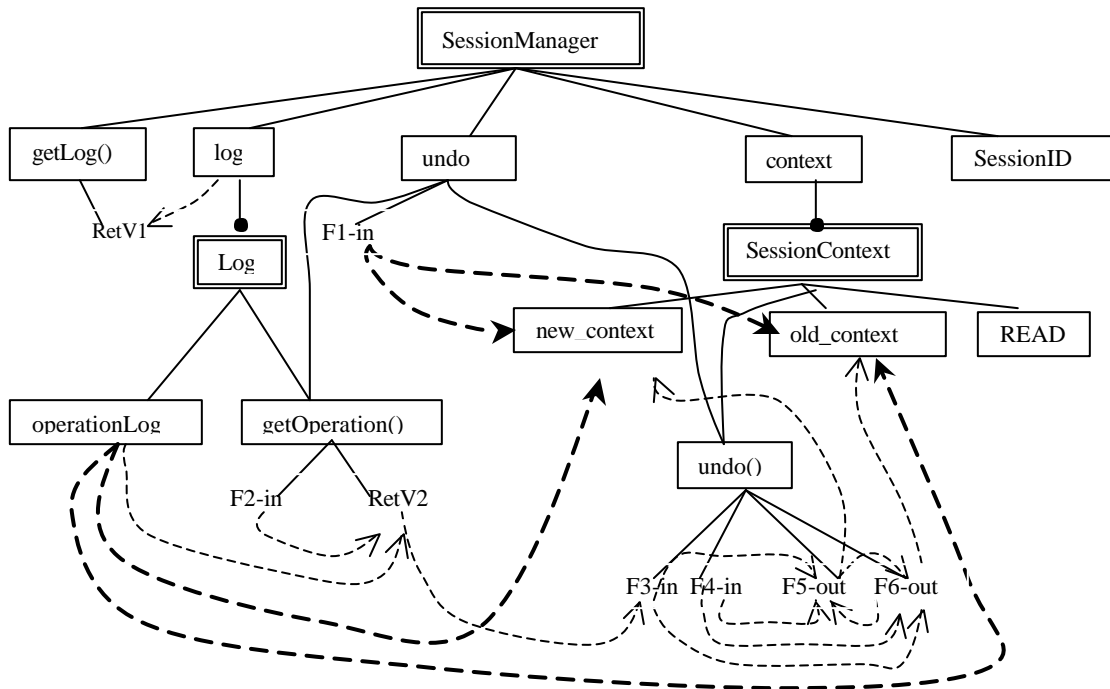 SessionManager
getLog()
log
undo
context
SessionID
RetV1
F1-in
Log
SessionContext
new_context
old_context
READ
operationLog
getOperation()
undo()
F2-in
RetV2
F3-in
F4-in
F5-out
F6-out